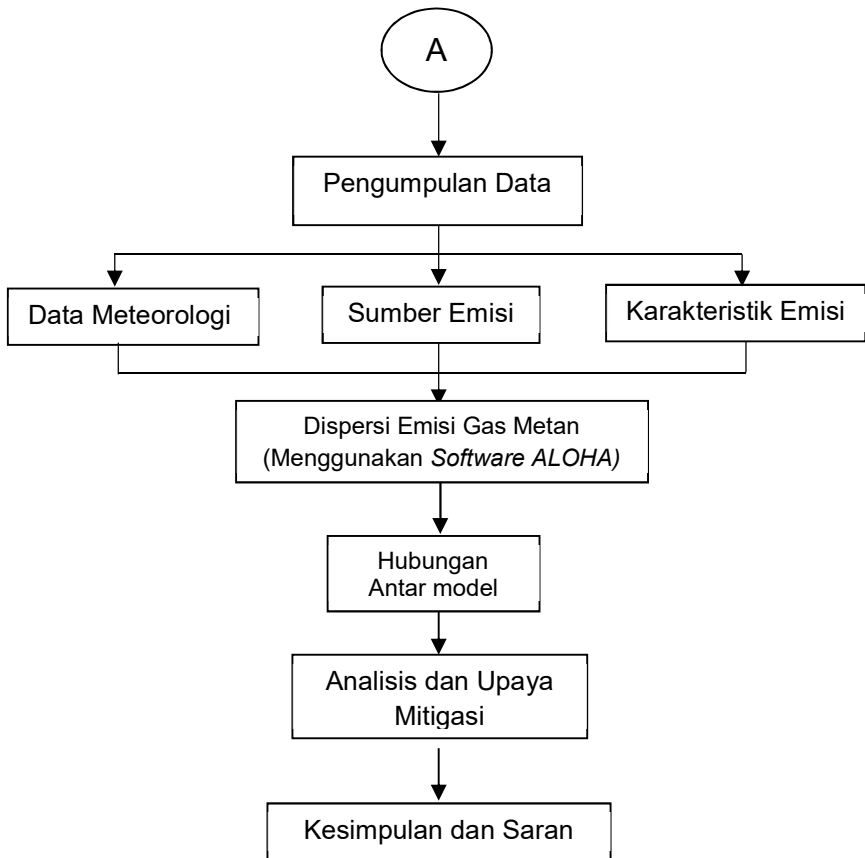 A
Pengumpulan Data
Data Meteorologi
Sumber Emisi
Karakteristik Emisi
Dispersi Emisi Gas Metan
(Menggunakan Software ALOHA)
Hubungan
Antar model
Analisis dan Upaya
Mitigasi
Kesimpulan dan Saran